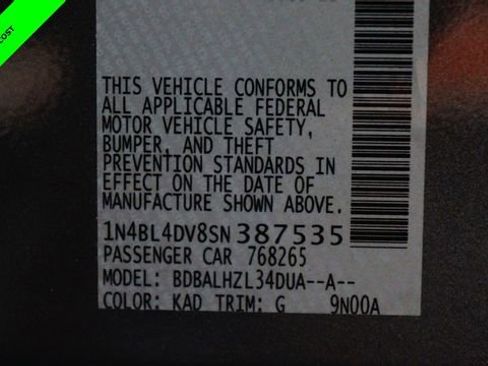 COST
THIS VEHICLE CONFORMS TO
ALL APPLICABLE FEDERAL
MOTOR VEHICLE SAFETY,
BUMPER, AND THEFT
PREVENTION STANDARDS IN
EFFECT ON THE DATE OF
MANUFACTURE SHOWN ABOVE.
1N4BL4DV8SN387535
PASSENGER CAR 768265
MODEL: BDBALHZL34DUA--A--
COLOR: KAD TRIM: G 9N00A